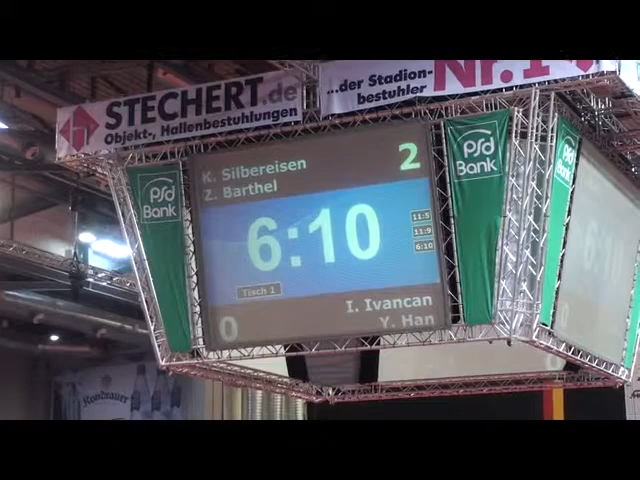 STECHERT.de
Objekt-, Hallenbestuhlungen
...der Stadion-
bestuhler
Nr. 1
psd
Bank
K. Silbereisen
Z. Barthel
2
6:10
11:5
11:9
6:10
Tisch 1
0
I. Ivancan
Y. Han
psd
Bank
psd
Bank